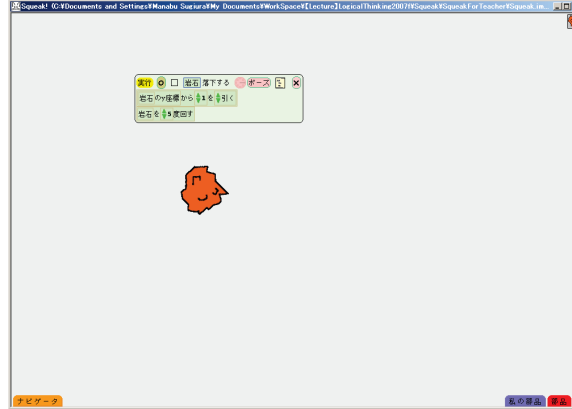 Squeak! (C:¥Documents and Settings¥Manabu Sugiura¥My Documents¥WorkSpace¥[Lecture]LogicalThinking2007f¥Squeak¥SqueakForTeacher¥Squeak.im...
実行 岩石 落下する ポーズ
岩石 のy座標 から 1 を 引く
岩石 を 5 度回す
ナビゲータ 私の部品 部品